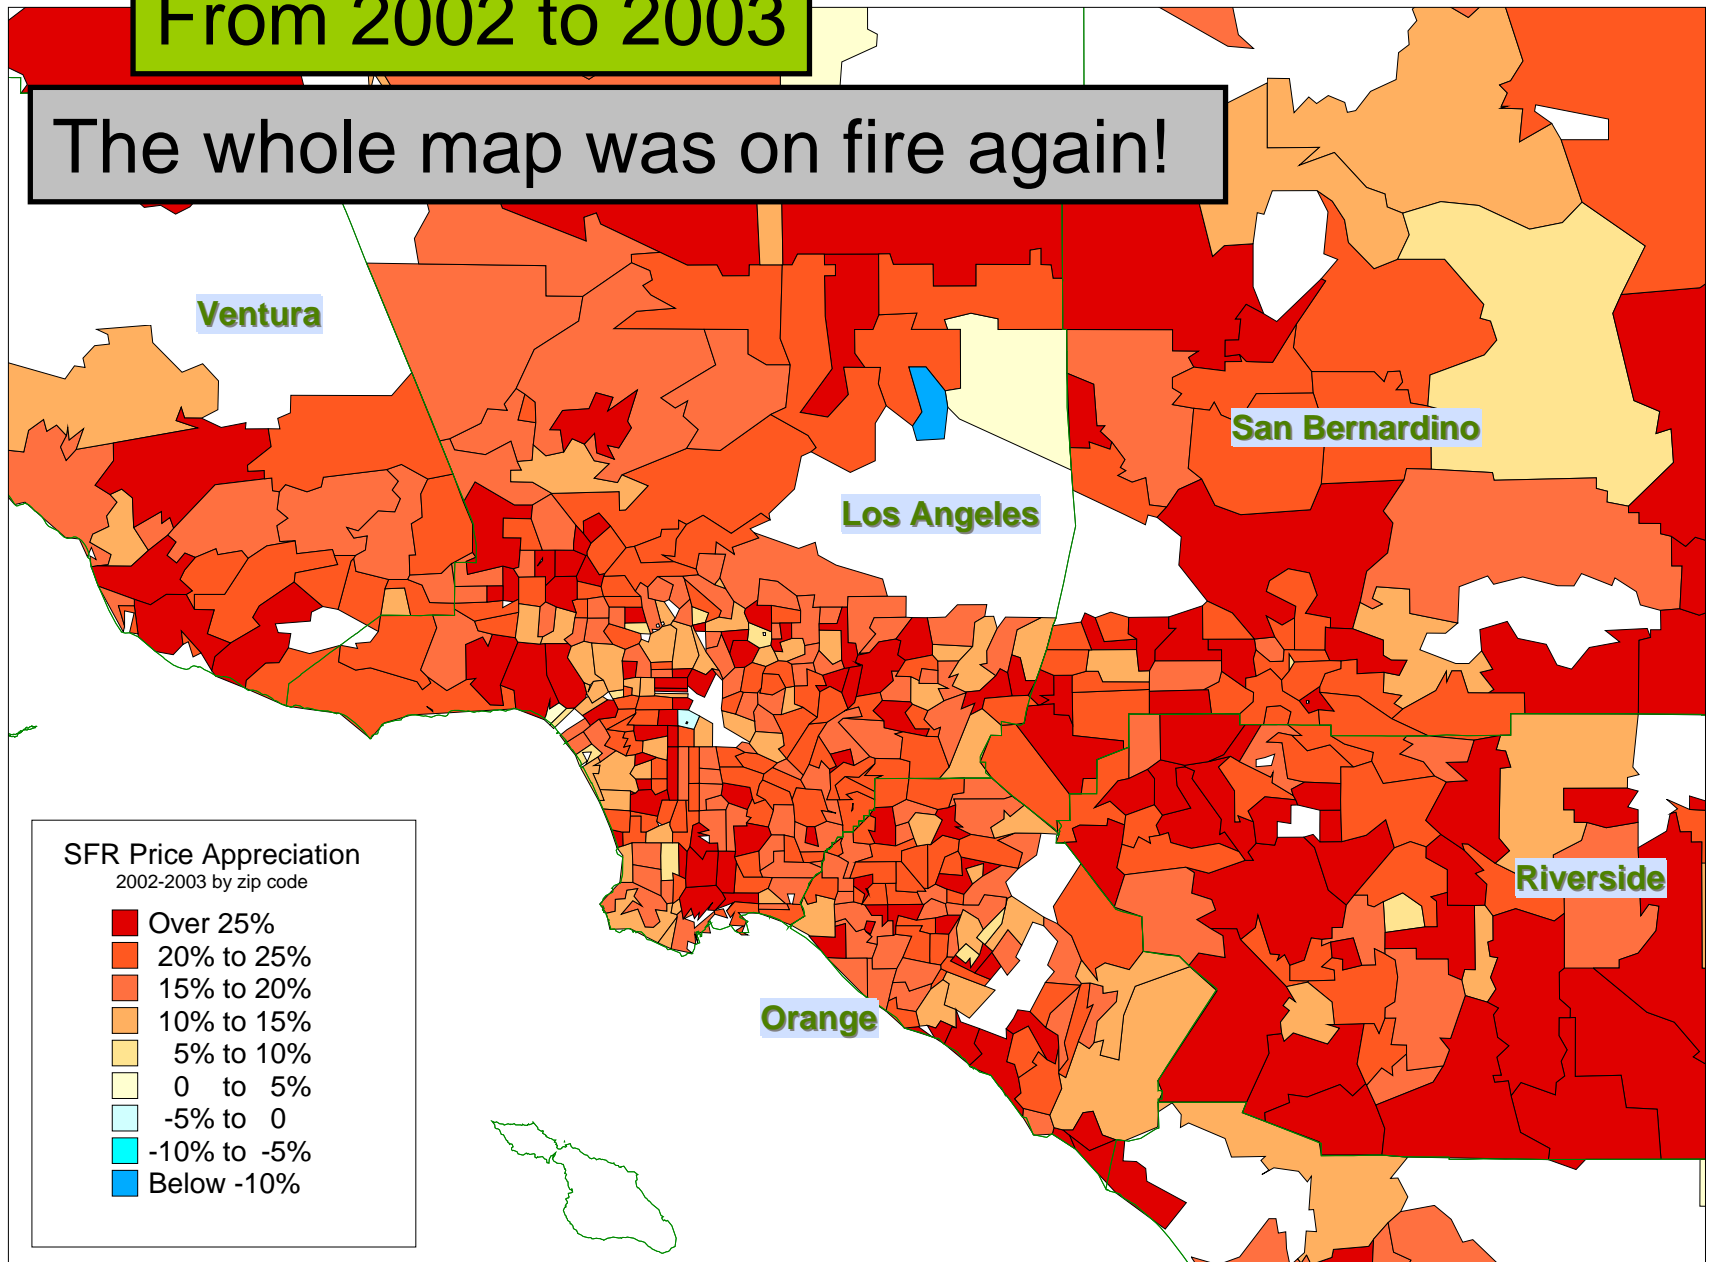 From 2002 to 2003
The whole map was on fire again!
Ventura
San Bernardino
Los Angeles
Riverside
Orange
SFR Price Appreciation
2002-2003 by zip code
Over 25%
20% to 25%
15% to 20%
10% to 15%
5% to 10%
0 to 5%
-5% to 0
-10% to -5%
Below -10%